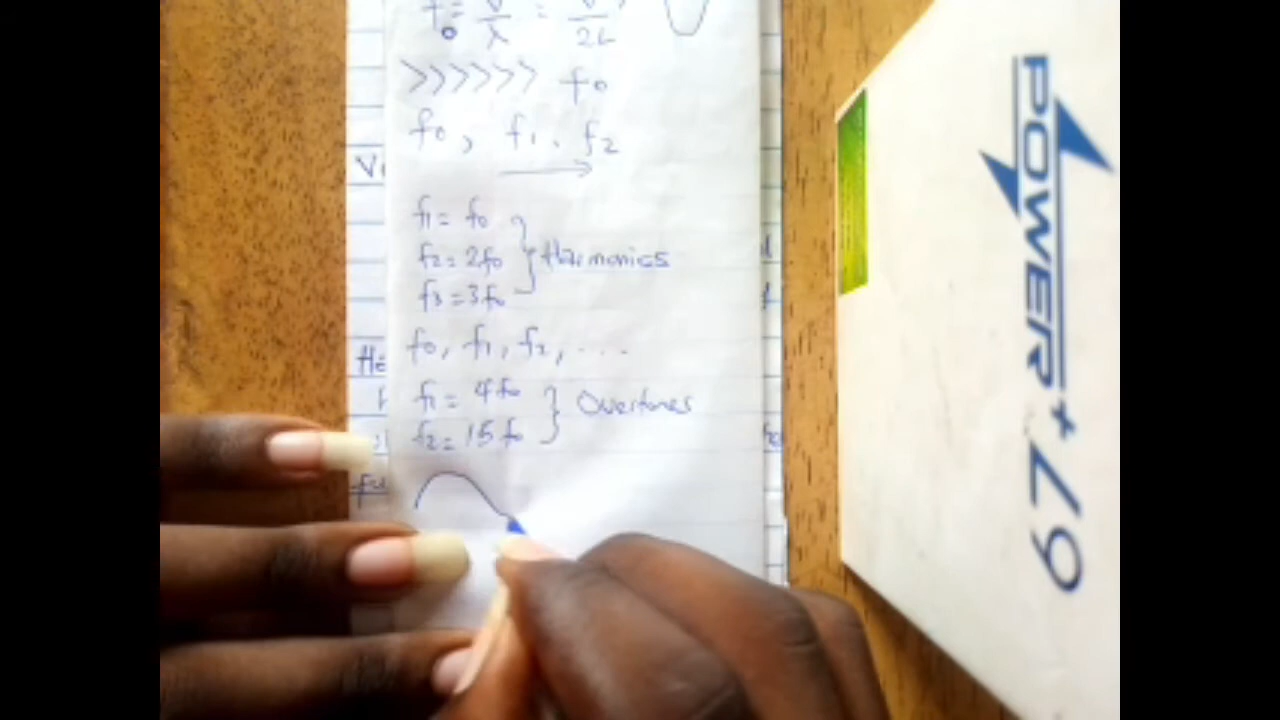 f₀ = v/λ = v/2L
>>>>>> f₀
f₀, f₁, f₂
f₁ = f₀
f₂ = 2f₀
f₃ = 3f₀
Harmonics
f₀, f₁, f₂, ....
f₁ = 4f₀
f₂ = 15f₀
Overtones
POWER+ L9